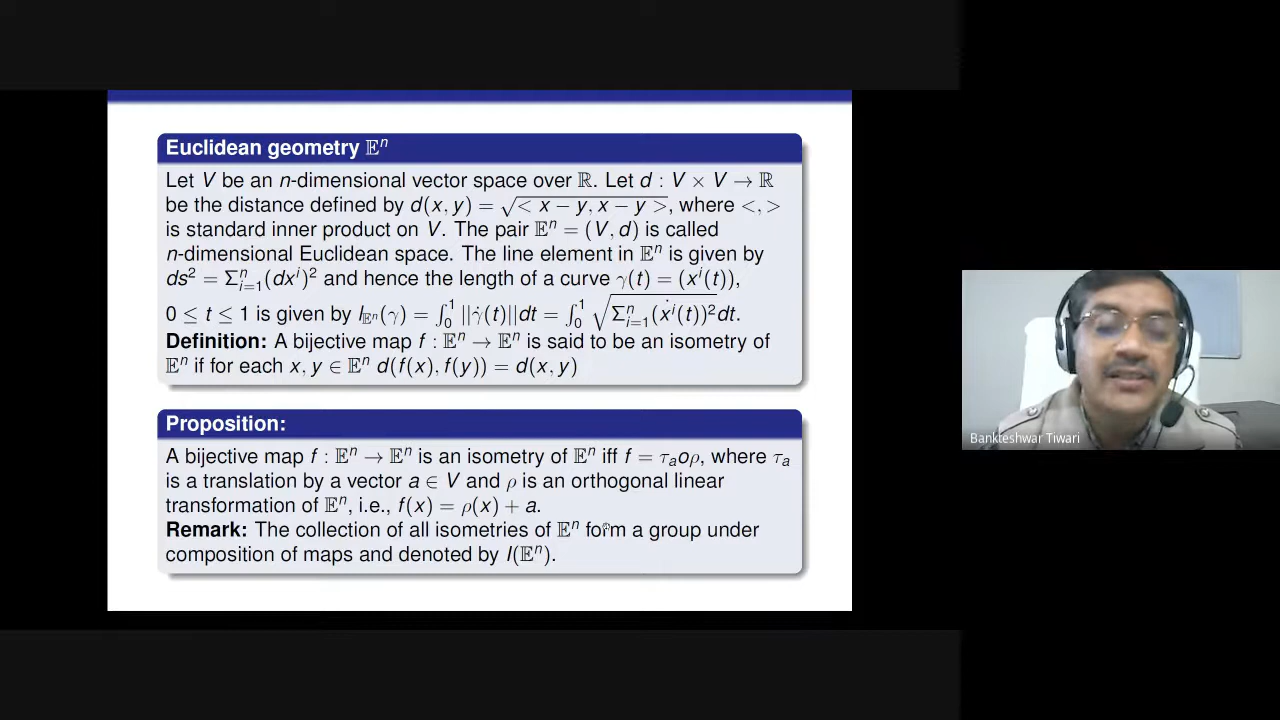 Euclidean geometry 𝔼ⁿ
Let V be an n-dimensional vector space over ℝ. Let d : V × V → ℝ
be the distance defined by d(x, y) = √< x − y, x − y >, where <, >
is standard inner product on V. The pair 𝔼ⁿ = (V, d) is called
n-dimensional Euclidean space. The line element in 𝔼ⁿ is given by
ds² = Σⁿᵢ₌₁(dxⁱ)² and hence the length of a curve γ(t) = (xⁱ(t)),
0 ≤ t ≤ 1 is given by l_𝔼ⁿ(γ) = ∫₀¹ ||γ̇(t)||dt = ∫₀¹ √Σⁿᵢ₌₁(ẋⁱ(t))² dt.
Definition: A bijective map f : 𝔼ⁿ → 𝔼ⁿ is said to be an isometry of
𝔼ⁿ if for each x, y ∈ 𝔼ⁿ d(f(x), f(y)) = d(x, y)
Proposition:
A bijective map f : 𝔼ⁿ → 𝔼ⁿ is an isometry of 𝔼ⁿ iff f = τₐoρ, where τₐ
is a translation by a vector a ∈ V and ρ is an orthogonal linear
transformation of 𝔼ⁿ, i.e., f(x) = ρ(x) + a.
Remark: The collection of all isometries of 𝔼ⁿ form a group under
composition of maps and denoted by I(𝔼ⁿ).
Bankteshwar Tiwari